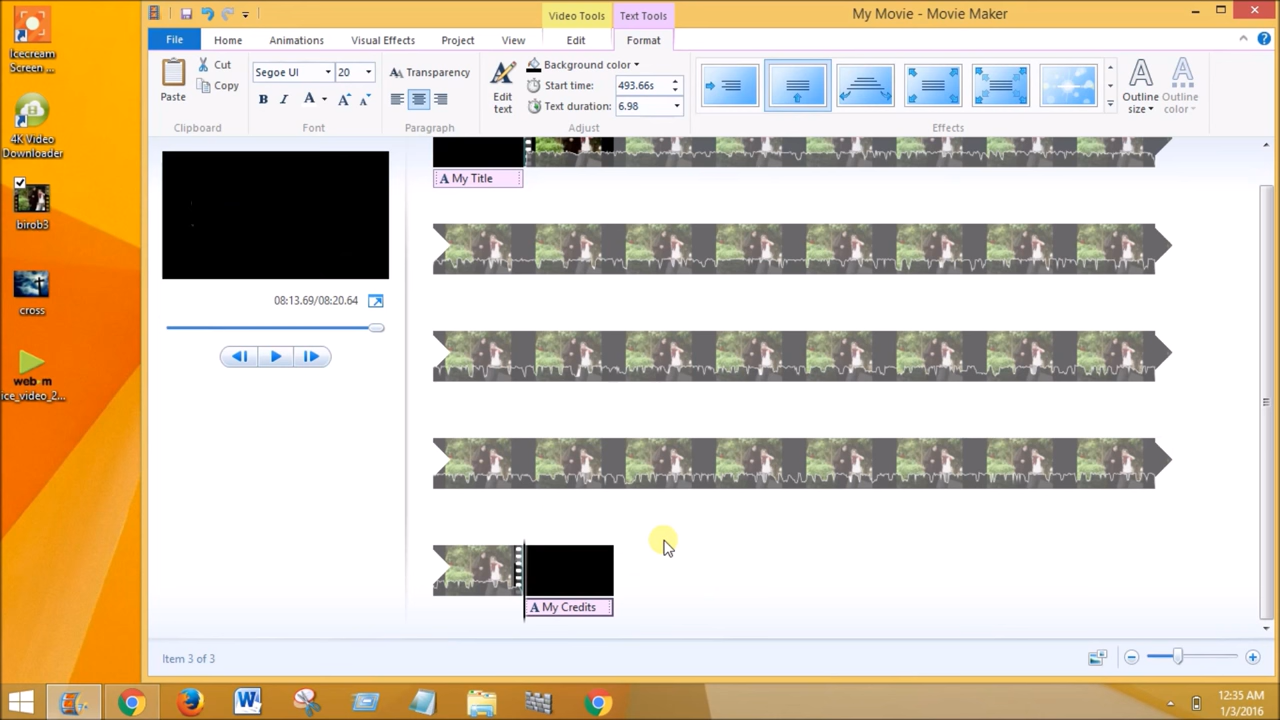 Video Tools
Text Tools
My Movie - Movie Maker
File
Home
Animations
Visual Effects
Project
View
Edit
Format
Paste
Cut
Copy
Clipboard
Segoe UI
20
B I A A A
Font
Transparency
Paragraph
Edit
text
Background color
Start time: 493.66s
Text duration: 6.98
Adjust
Effects
A
Outline
size
A
Outline
color
Icecream
Screen ...
4K Video
Downloader
birob3
cross
ice_video_2...
08:13.69/08:20.64
A My Title
A My Credits
Item 3 of 3
12:35 AM
1/3/2016